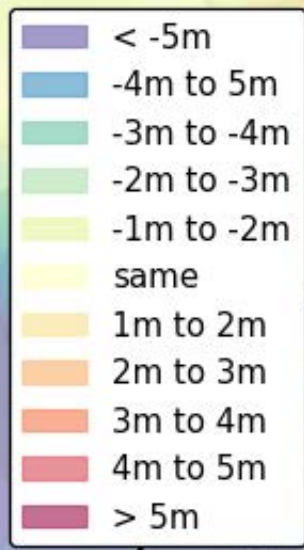 < -5m
-4m to 5m
-3m to -4m
-2m to -3m
-1m to -2m
same
1m to 2m
2m to 3m
3m to 4m
4m to 5m
> 5m